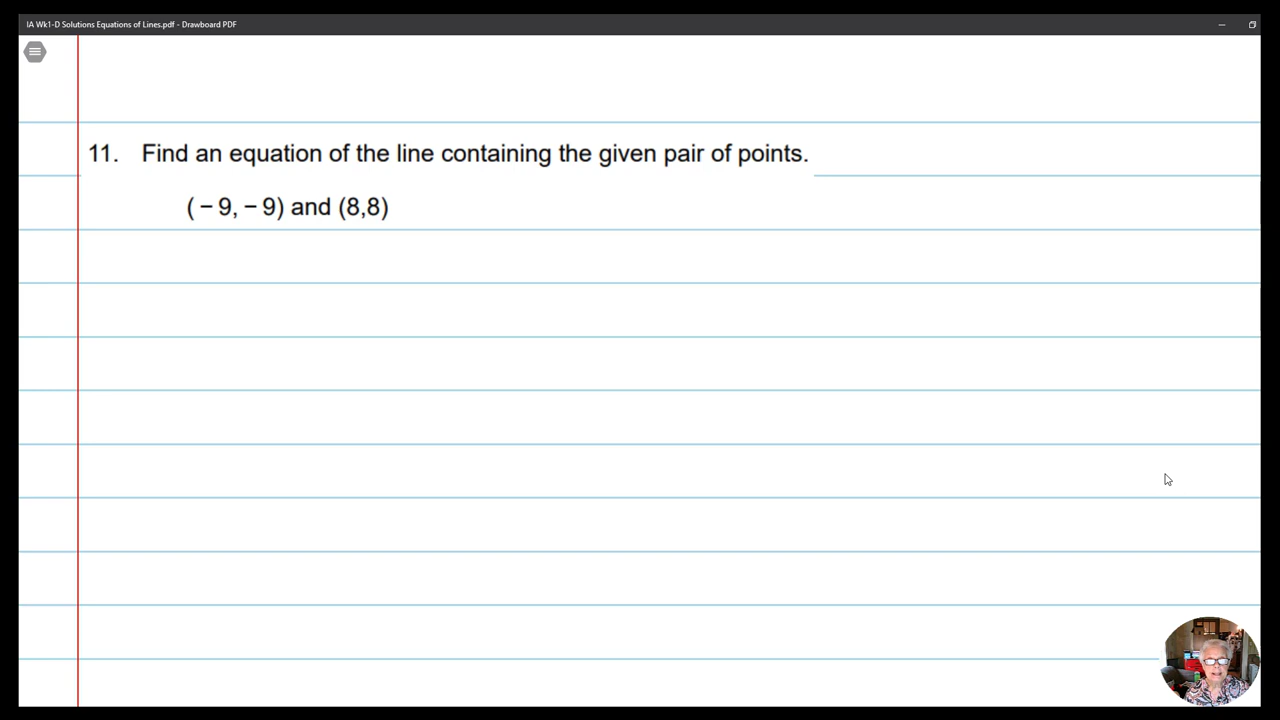 IA Wk1-D Solutions Equations of Lines.pdf - Drawboard PDF
11. Find an equation of the line containing the given pair of points.
( − 9, − 9) and (8,8)